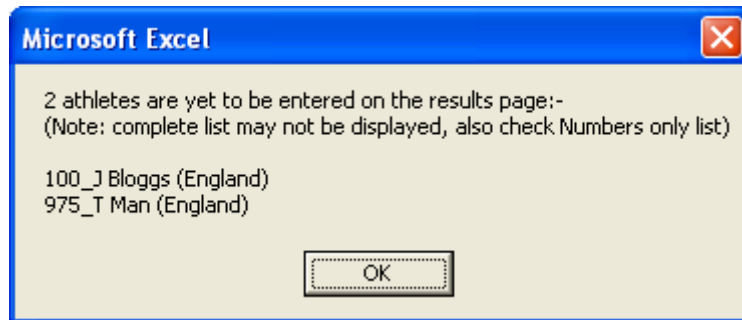 Microsoft Excel
2 athletes are yet to be entered on the results page:-
(Note: complete list may not be displayed, also check Numbers only list)
100_J Bloggs (England)
975_T Man (England)
OK